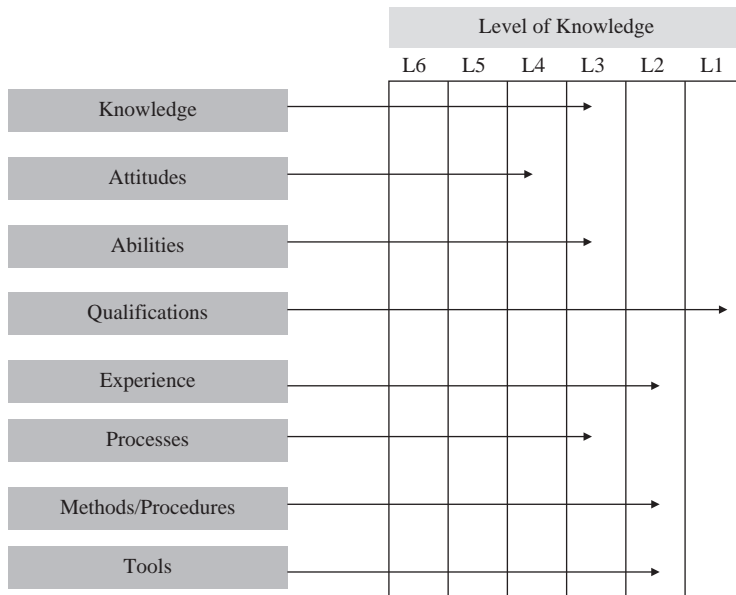 Level of Knowledge
L6 L5 L4 L3 L2 L1
Knowledge
Attitudes
Abilities
Qualifications
Experience
Processes
Methods/Procedures
Tools